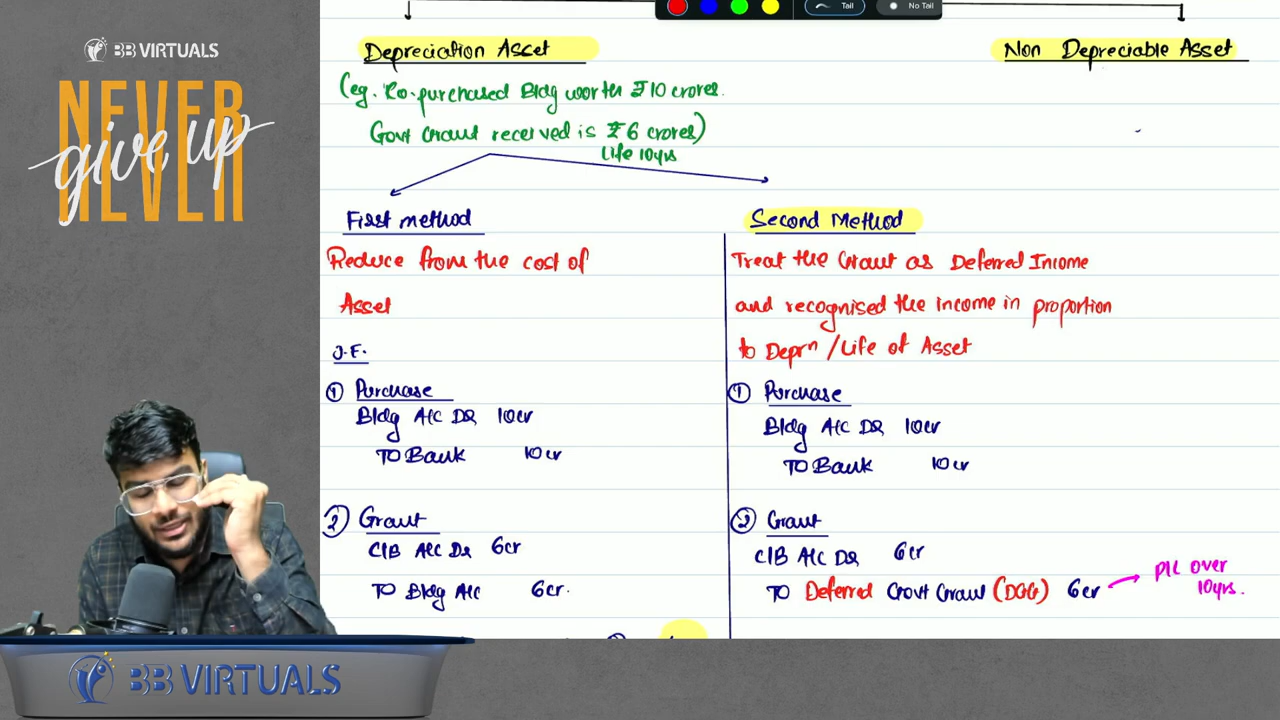 Tail
No Tail
BB VIRTUALS
NEVER
give up
NEVER
Depreciation Asset
Non Depreciable Asset
(eg. Co. purchased Bldg worth ₹10 crores.
Govt Grant received is ₹6 crores)
Life 10yrs
First method
Reduce from the cost of
Asset
J.E.
① Purchase
Bldg A/c DR 10cr
TO Bank 10cr
② Grant
C/B A/c Dr 6cr
TO Bldg A/c 6cr.
Second Method
Treat the Grant as Deferred Income
and recognised the income in proportion
to Deprn /Life of Asset
① Purchase
Bldg A/c DR 10cr
TO Bank 10cr
② Grant
C/B A/c DR 6cr
TO Deferred Govt Grant (DGG) 6cr
P/L over
10yrs.
BB VIRTUALS